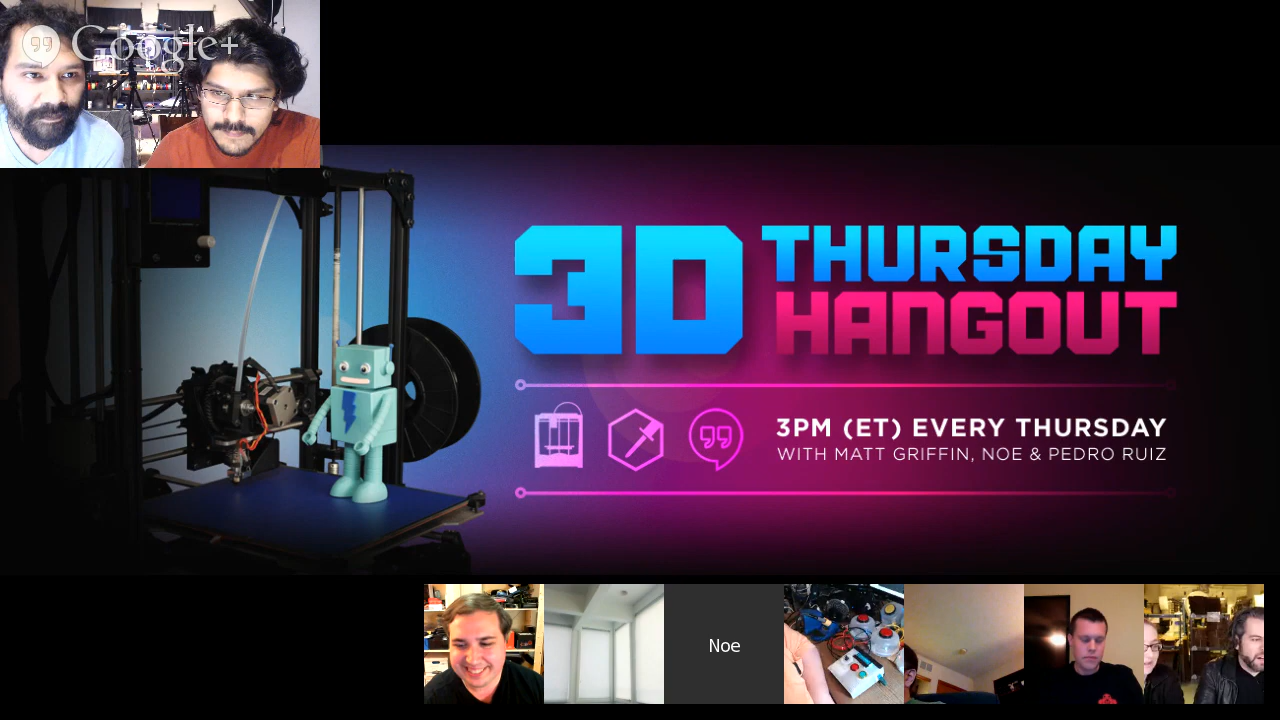 Google+
3D THURSDAY
HANGOUT
3PM (ET) EVERY THURSDAY
WITH MATT GRIFFIN, NOE & PEDRO RUIZ
Noe